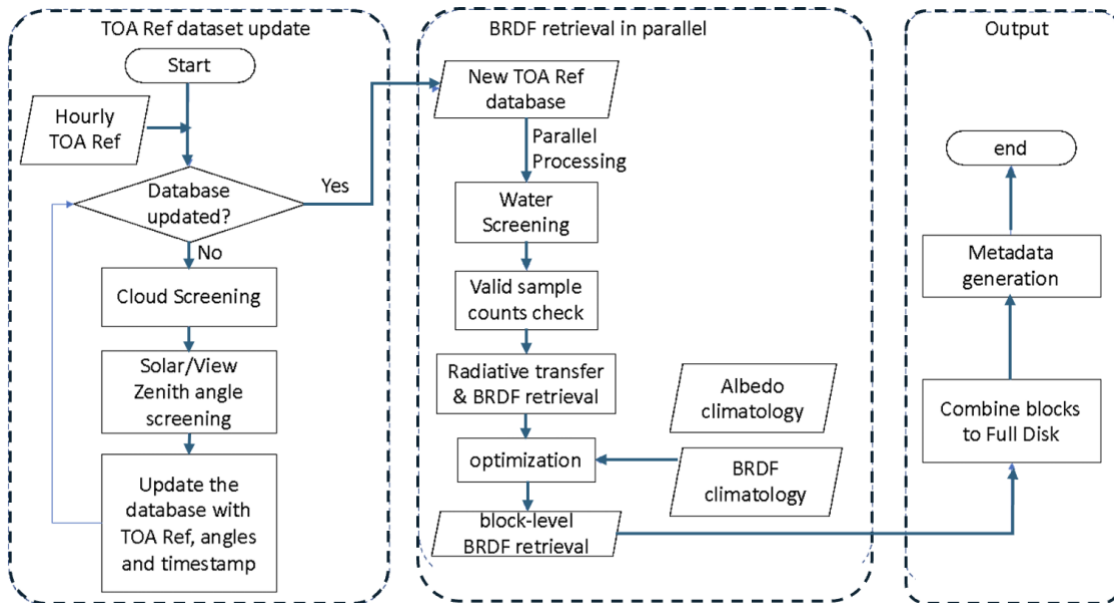 TOA Ref dataset update
Start
Hourly
TOA Ref
Database
updated?
Yes
No
Cloud Screening
Solar/View
Zenith angle
screening
Update the
database with
TOA Ref, angles
and timestamp
BRDF retrieval in parallel
New TOA Ref
database
Parallel
Processing
Water
Screening
Valid sample
counts check
Radiative transfer
& BRDF retrieval
Albedo
climatology
optimization
BRDF
climatology
block-level
BRDF retrieval
Output
end
Metadata
generation
Combine blocks
to Full Disk